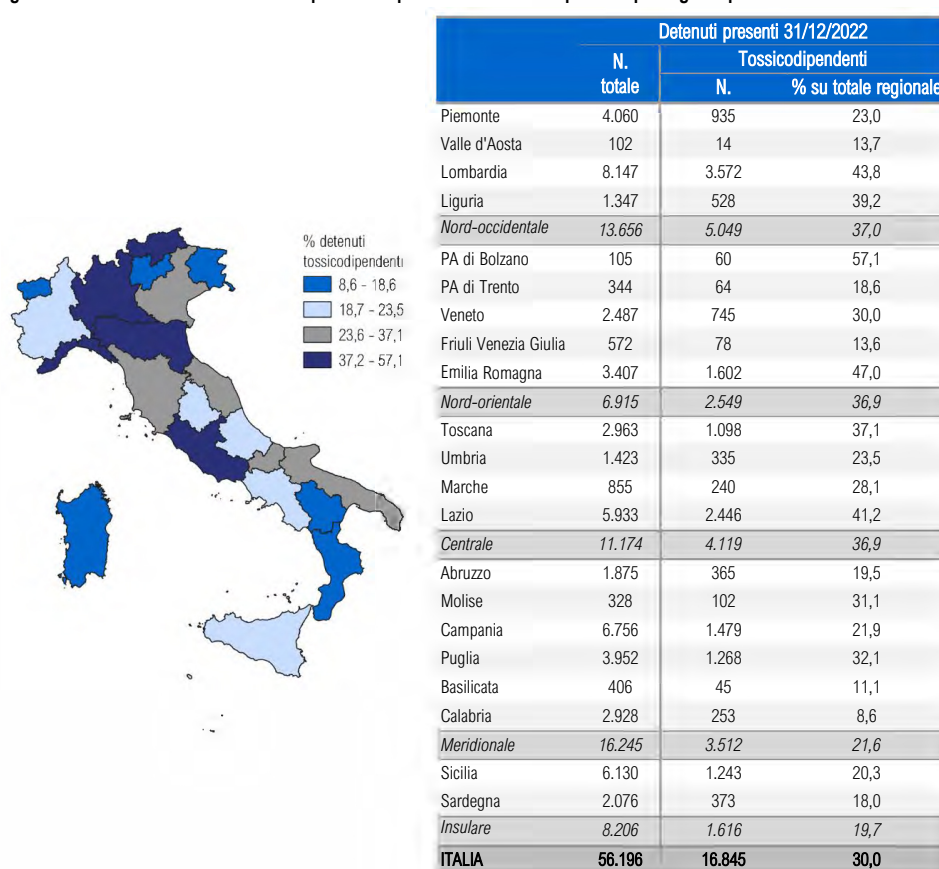 % detenuti
tossicodipendenti
8,6 - 18,6
18,7 - 23,5
23,6 - 37,1
37,2 - 57,1
Detenuti presenti 31/12/2022
N. totale Tossicodipendenti
N. % su totale regionale
Piemonte 4.060 935 23,0
Valle d'Aosta 102 14 13,7
Lombardia 8.147 3.572 43,8
Liguria 1.347 528 39,2
Nord-occidentale 13.656 5.049 37,0
PA di Bolzano 105 60 57,1
PA di Trento 344 64 18,6
Veneto 2.487 745 30,0
Friuli Venezia Giulia 572 78 13,6
Emilia Romagna 3.407 1.602 47,0
Nord-orientale 6.915 2.549 36,9
Toscana 2.963 1.098 37,1
Umbria 1.423 335 23,5
Marche 855 240 28,1
Lazio 5.933 2.446 41,2
Centrale 11.174 4.119 36,9
Abruzzo 1.875 365 19,5
Molise 328 102 31,1
Campania 6.756 1.479 21,9
Puglia 3.952 1.268 32,1
Basilicata 406 45 11,1
Calabria 2.928 253 8,6
Meridionale 16.245 3.512 21,6
Sicilia 6.130 1.243 20,3
Sardegna 2.076 373 18,0
Insulare 8.206 1.616 19,7
ITALIA 56.196 16.845 30,0